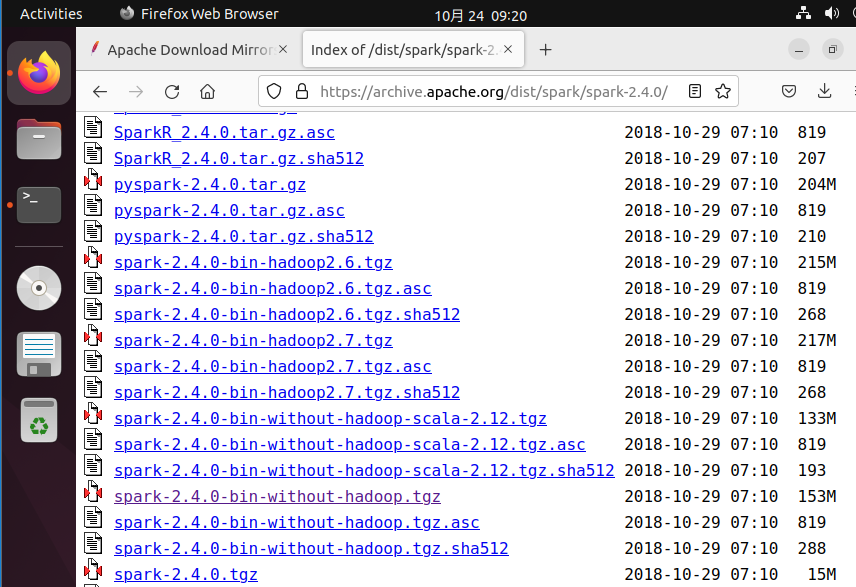 Activities Firefox Web Browser 10月 24 09:20
Apache Download Mirror Index of /dist/spark/spark-2.
https://archive.apache.org/dist/spark/spark-2.4.0/
SparkR_2.4.0.tar.gz.asc 2018-10-29 07:10 819
SparkR_2.4.0.tar.gz.sha512 2018-10-29 07:10 207
pyspark-2.4.0.tar.gz 2018-10-29 07:10 204M
pyspark-2.4.0.tar.gz.asc 2018-10-29 07:10 819
pyspark-2.4.0.tar.gz.sha512 2018-10-29 07:10 210
spark-2.4.0-bin-hadoop2.6.tgz 2018-10-29 07:10 215M
spark-2.4.0-bin-hadoop2.6.tgz.asc 2018-10-29 07:10 819
spark-2.4.0-bin-hadoop2.6.tgz.sha512 2018-10-29 07:10 268
spark-2.4.0-bin-hadoop2.7.tgz 2018-10-29 07:10 217M
spark-2.4.0-bin-hadoop2.7.tgz.asc 2018-10-29 07:10 819
spark-2.4.0-bin-hadoop2.7.tgz.sha512 2018-10-29 07:10 268
spark-2.4.0-bin-without-hadoop-scala-2.12.tgz 2018-10-29 07:10 133M
spark-2.4.0-bin-without-hadoop-scala-2.12.tgz.asc 2018-10-29 07:10 819
spark-2.4.0-bin-without-hadoop-scala-2.12.tgz.sha512 2018-10-29 07:10 193
spark-2.4.0-bin-without-hadoop.tgz 2018-10-29 07:10 153M
spark-2.4.0-bin-without-hadoop.tgz.asc 2018-10-29 07:10 819
spark-2.4.0-bin-without-hadoop.tgz.sha512 2018-10-29 07:10 288
spark-2.4.0.tgz 2018-10-29 07:10 15M